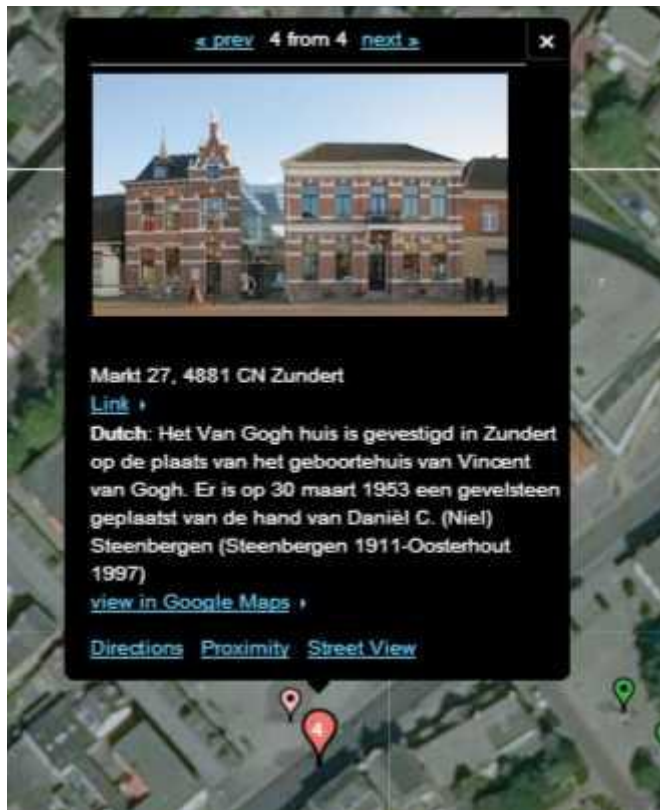 « prev 4 from 4 next »
×
Markt 27, 4881 CN Zundert
Link
Dutch: Het Van Gogh huis is gevestigd in Zundert
op de plaats van het geboortehuis van Vincent
van Gogh. Er is op 30 maart 1953 een gevelsteen
geplaatst van de hand van Daniël C. (Niel)
Steenbergen (Steenbergen 1911-Oosterhout
1997)
view in Google Maps
Directions Proximity Street View
4